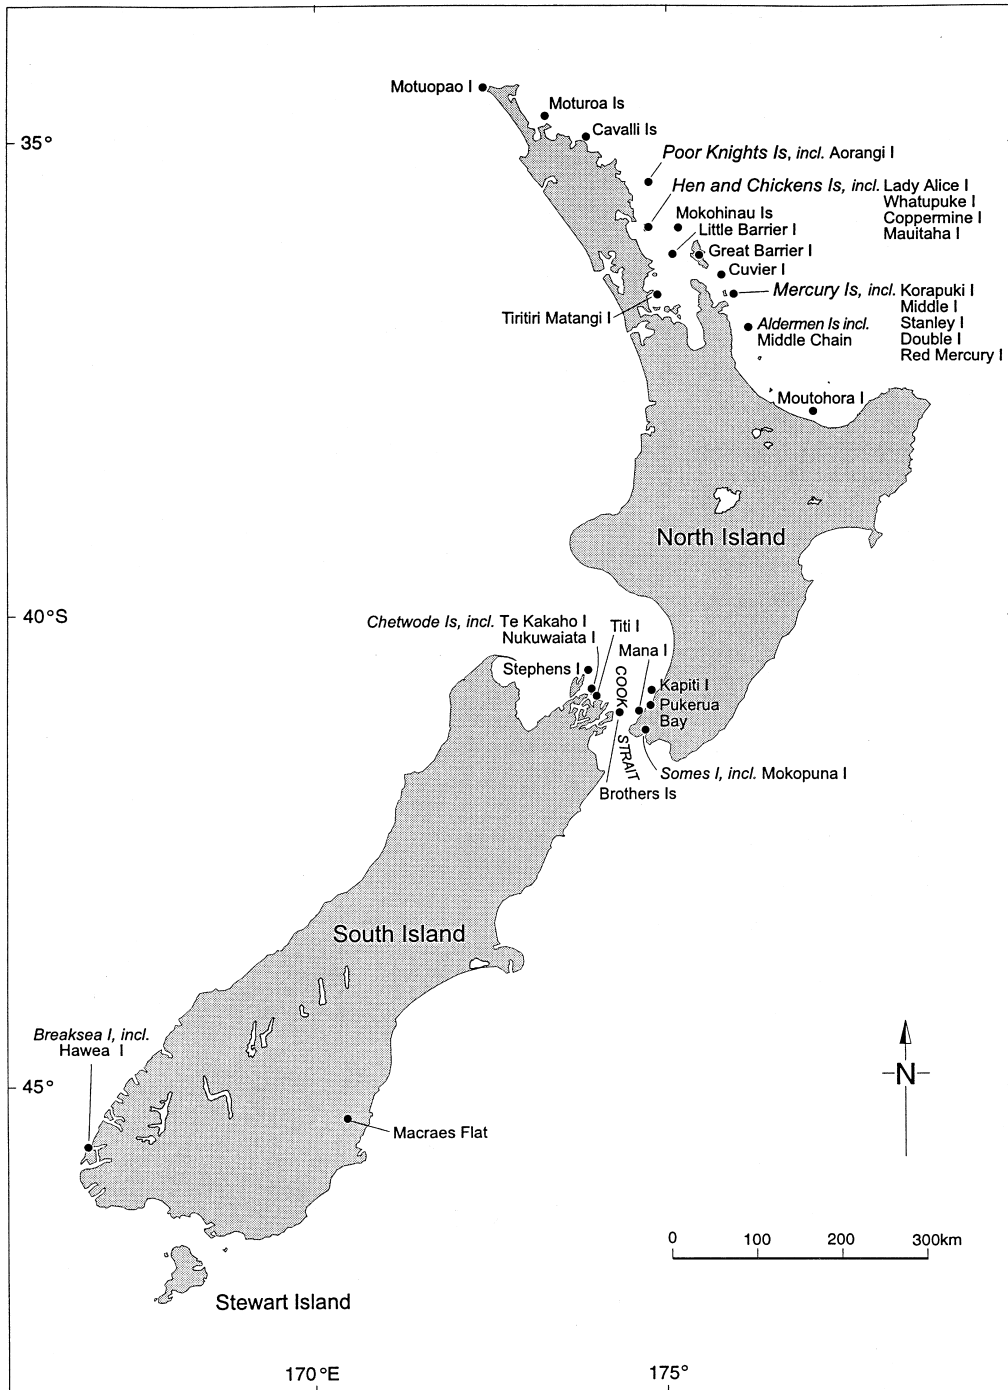 Motuopao I
Moturoa Is
Cavalli Is
35°
Poor Knights Is, incl. Aorangi I
Hen and Chickens Is, incl. Lady Alice I
Whatupuke I
Coppermine I
Mauitaha I
Mokohinau Is
Little Barrier I
Great Barrier I
Cuvier I
Mercury Is, incl. Korapuki I
Middle I
Stanley I
Double I
Red Mercury I
Tiritiri Matangi I
Aldermen Is incl.
Middle Chain
Moutohora I
North Island
40°S
Chetwode Is, incl. Te Kakaho I
Nukuwaiata I
Titi I
Mana I
Stephens I
COOK
STRAIT
Kapiti I
Pukerua
Bay
Somes I, incl. Mokopuna I
Brothers Is
South Island
Breaksea I, incl.
Hawea I
45°
N
Macraes Flat
0 100 200 300km
Stewart Island
170°E 175°